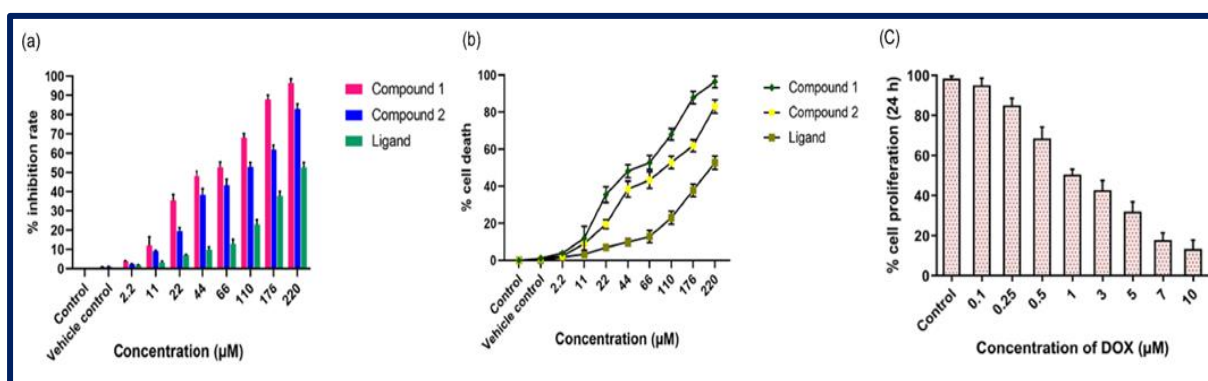 (a)
% inhibition rate
100
90
80
70
60
50
40
30
20
10
0
Control
Vehicle control
2.2
11
22
44
66
110
176
220
Concentration (µM)
Compound 1
Compound 2
Ligand
(b)
% cell death
100
80
60
40
20
0
Control
Vehicle control
2.2
11
22
44
66
110
176
220
Concentration (µM)
Compound 1
Compound 2
Ligand
(C)
% cell proliferation (24 h)
100
80
60
40
20
0
Control
0.1
0.25
0.5
1
3
5
7
10
Concentration of DOX (µM)